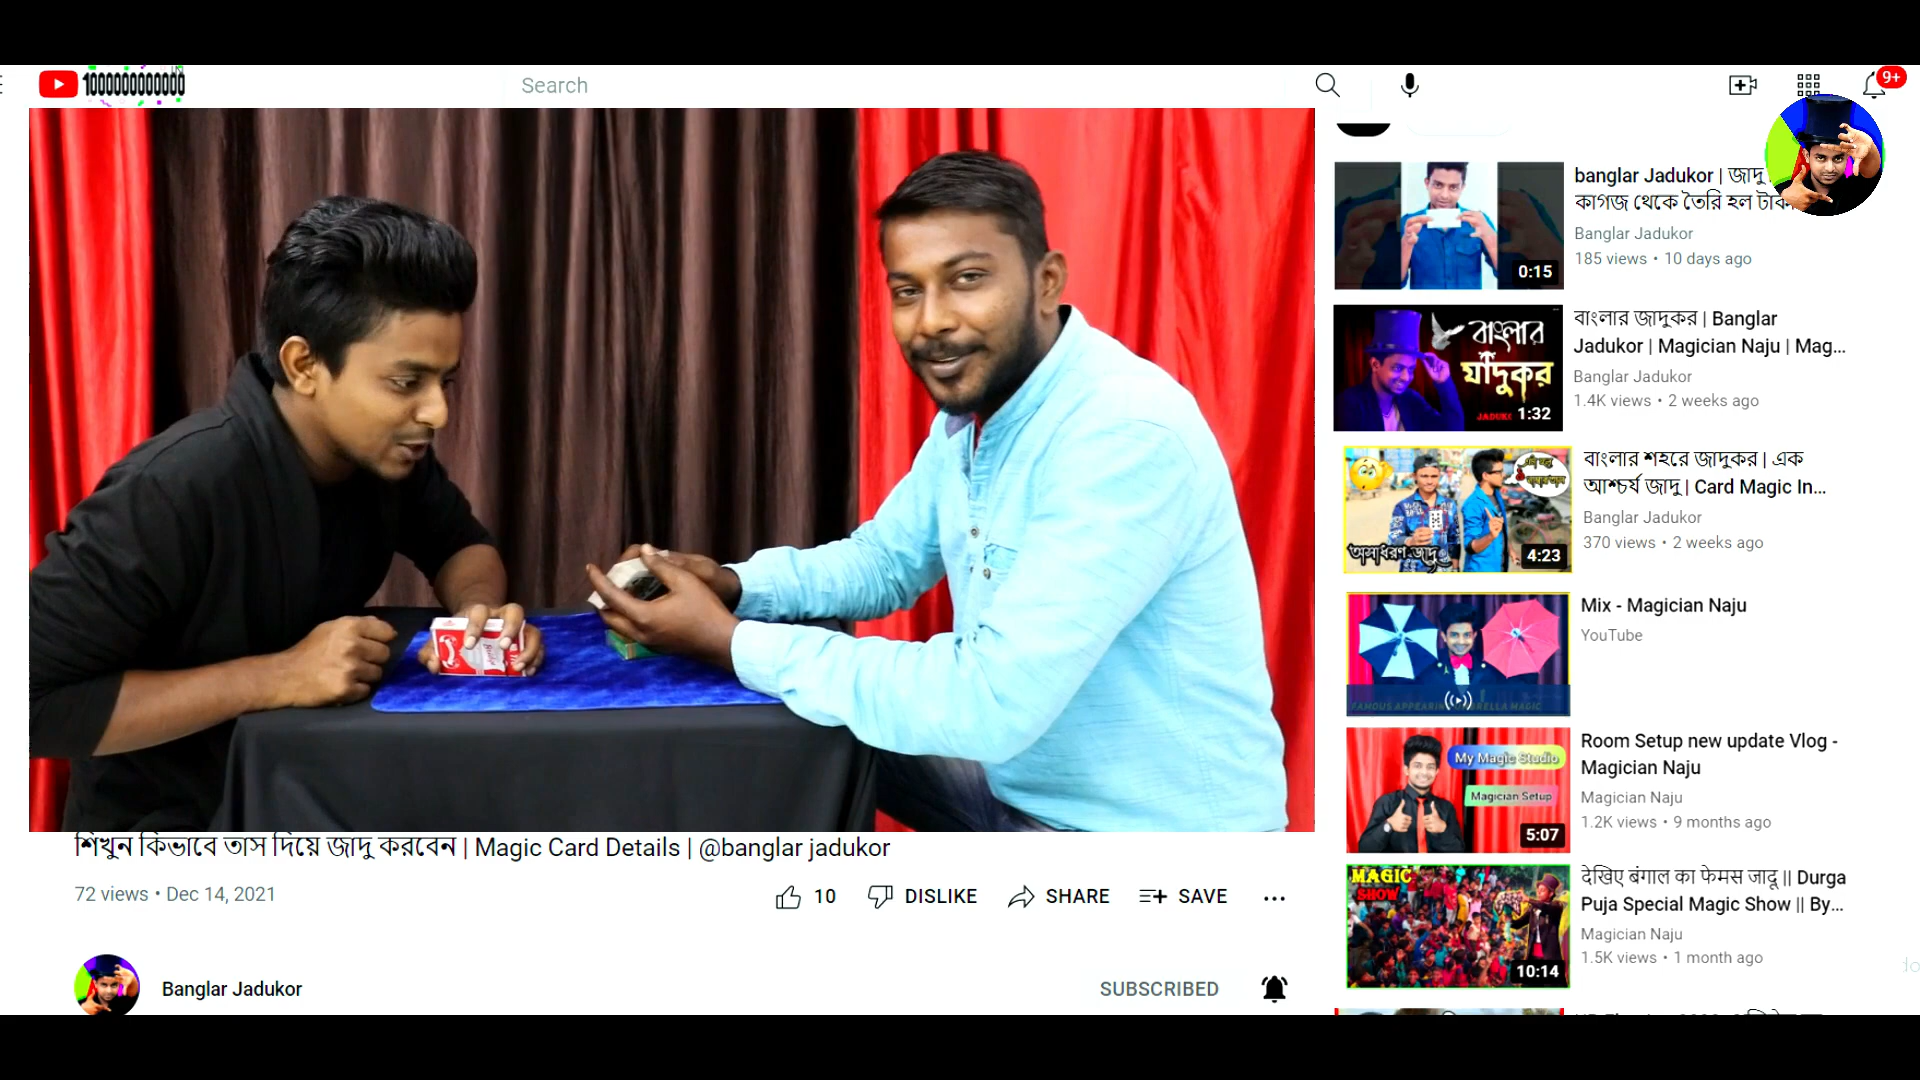 1000000000000
Search
9+
শিখুন কিভাবে তাস দিয়ে জাদু করবেন | Magic Card Details | @banglar jadukor
72 views • Dec 14, 2021
10
DISLIKE
SHARE
SAVE
Banglar Jadukor
SUBSCRIBED
0:15
banglar Jadukor | জাদু
কাগজ থেকে তৈরি হল
Banglar Jadukor
185 views • 10 days ago
বাংলার
যাঁদুকর
1:32
বাংলার জাদুকর | Banglar
Jadukor | Magician Naju | Mag...
Banglar Jadukor
1.4K views • 2 weeks ago
অসাধরণ জাদু
4:23
বাংলার শহরে জাদুকর | এক
আশ্চর্য জাদু | Card Magic In...
Banglar Jadukor
370 views • 2 weeks ago
Mix - Magician Naju
YouTube
My Magic Studio
Magician Setup
5:07
Room Setup new update Vlog -
Magician Naju
Magician Naju
1.2K views • 9 months ago
MAGIC
SHOW
10:14
देखिए बंगाल का फेमस जादू || Durga
Puja Special Magic Show || By...
Magician Naju
1.5K views • 1 month ago